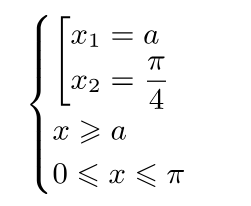 x₁ = a
x₂ = π/4
x ⩾ a
0 ⩽ x ⩽ π